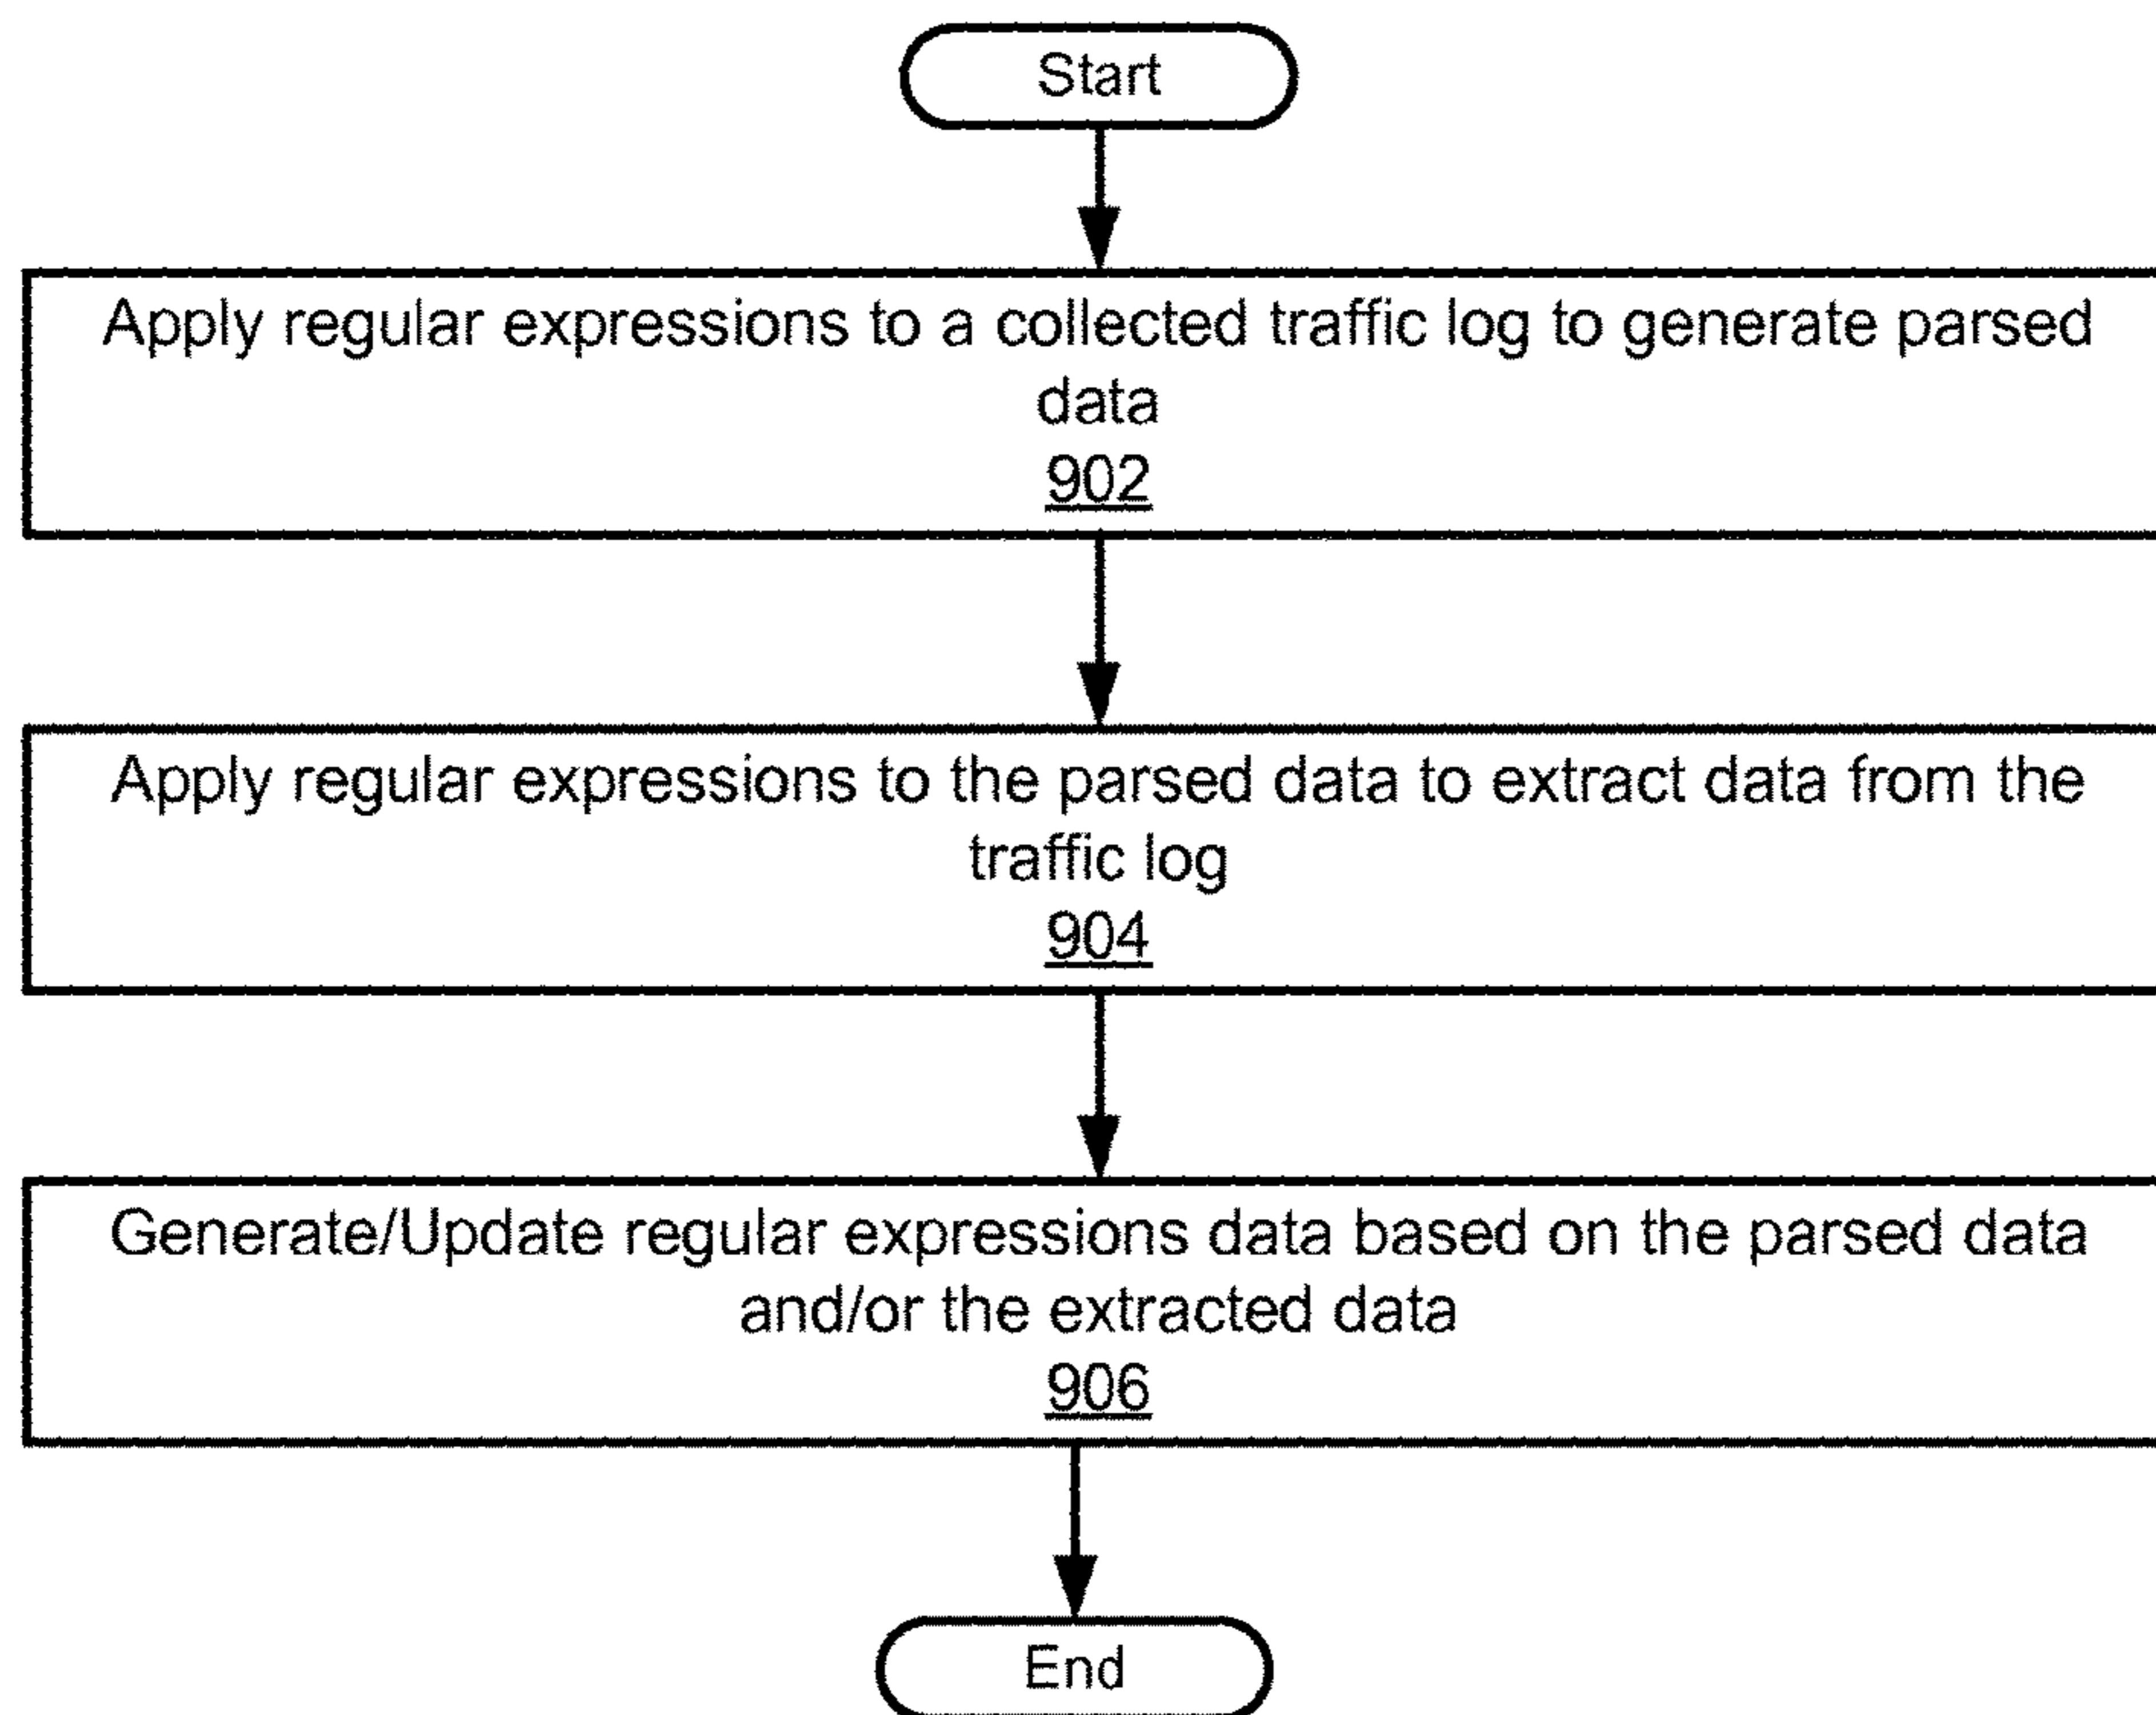 Start
Apply regular expressions to a collected traffic log to generate parsed
data
902
Apply regular expressions to the parsed data to extract data from the
traffic log
904
Generate/Update regular expressions data based on the parsed data
and/or the extracted data
906
End